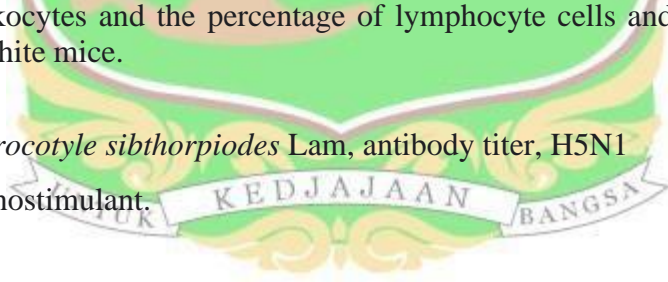 kocytes and the percentage of lymphocyte cells and
hite mice.
rocotyle sibthorpiodes Lam, antibody titer, H5N1
nostimulant.
UNTUK KEDJAJAAN BANGSA